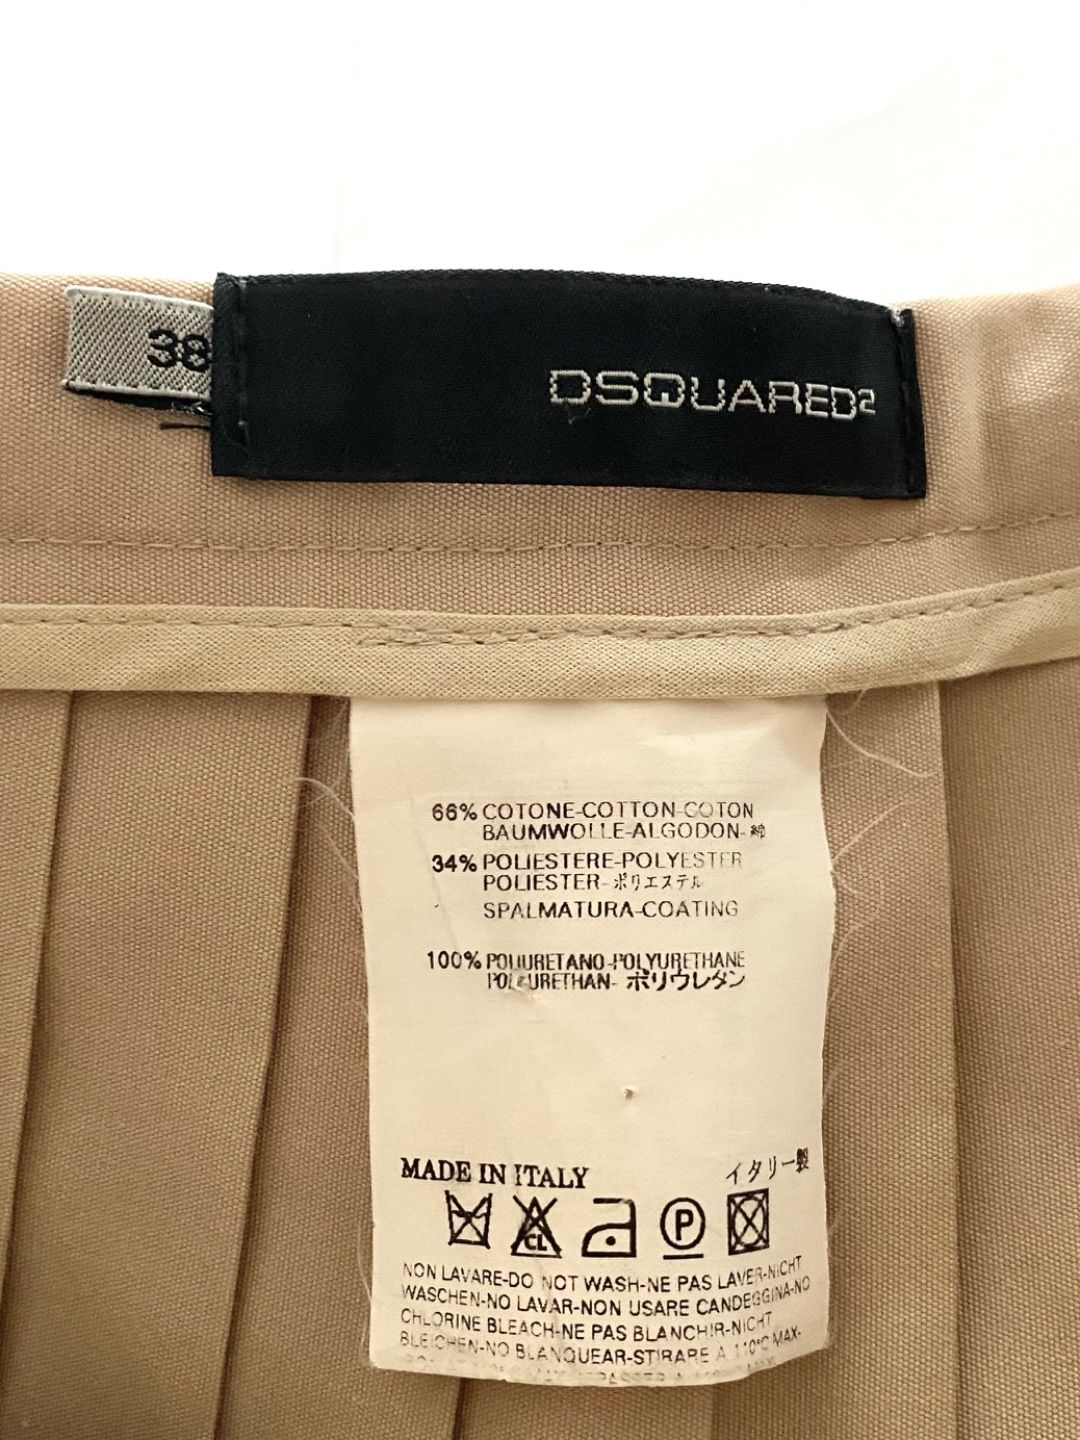 38
DSQUARED2
66% COTONE-COTTON-COTON
BAUMWOLLE-ALGODON-綿
34% POLIESTERE-POLYESTER
POLIESTER-ポリエステル
SPALMATURA-COATING
100% POLIURETANO-POLYURETHANE
POLYURETHAN-ポリウレタン
MADE IN ITALY イタリー製
CL P
NON LAVARE-DO NOT WASH-NE PAS LAVER-NICHT
WASCHEN-NO LAVAR-NON USARE CANDEGGINA-NO
CHLORINE BLEACH-NE PAS BLANCHIR-NICHT
BLEICHEN-NO BLANQUEAR-STIRARE A 110°C MAX-